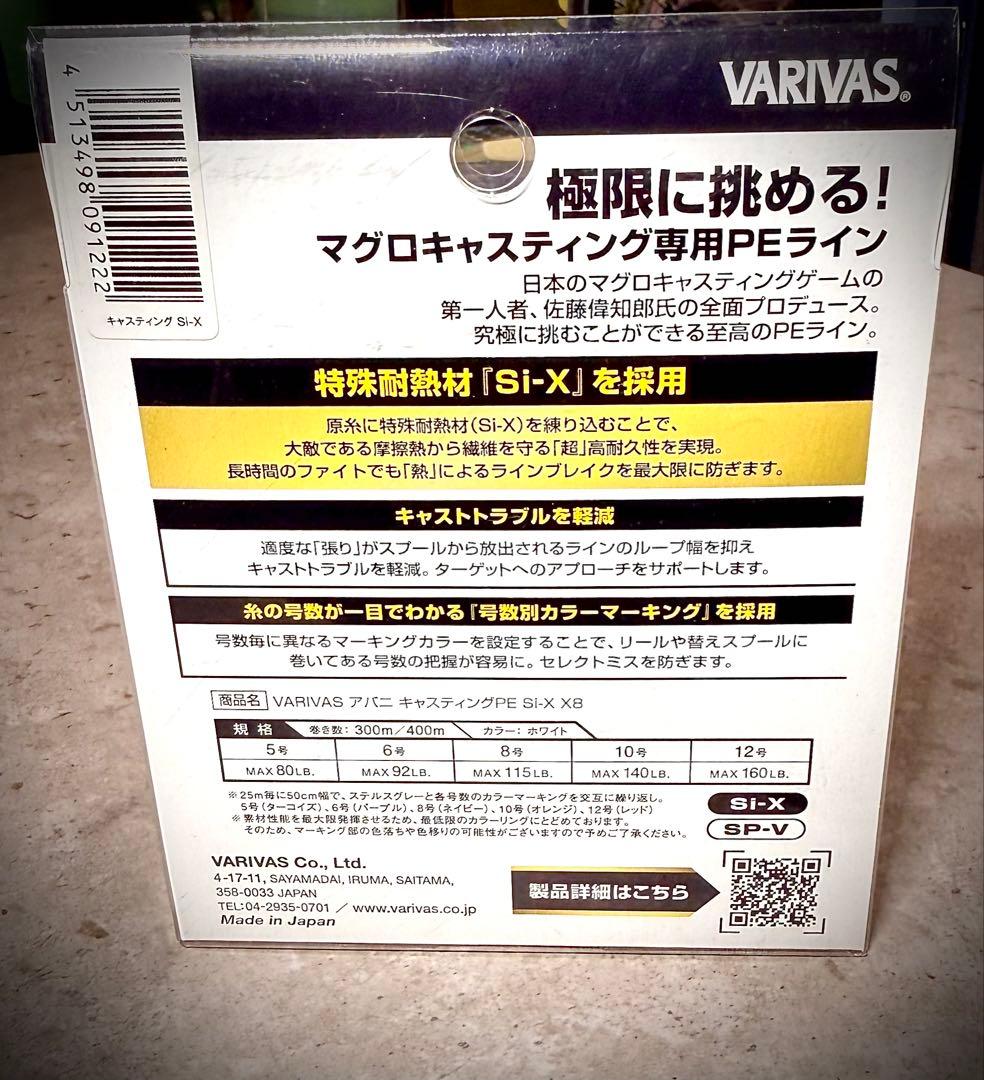 4 513498 091222
キャスティング Si-X
VARIVAS®
極限に挑める!
マグロキャスティング専用PEライン
日本のマグロキャスティングゲームの
第一人者、佐藤偉知郎氏の全面プロデュース。
究極に挑むことができる至高のPEライン。
特殊耐熱材『Si-X』を採用
原糸に特殊耐熱材(Si-X)を練り込むことで、
大敵である摩擦熱から繊維を守る「超」高耐久性を実現。
長時間のファイトでも「熱」によるラインブレイクを最大限に防ぎます。
キャストトラブルを軽減
適度な「張り」がスプールから放出されるラインのループ幅を抑え
キャストトラブルを軽減。ターゲットへのアプローチをサポートします。
糸の号数が一目でわかる『号数別カラーマーキング』を採用
号数毎に異なるマーキングカラーを設定することで、リールや替えスプールに
巻いてある号数の把握が容易に。セレクトミスを防ぎます。
商品名 VARIVAS アバニ キャスティングPE Si-X X8
規格 巻き数: 300m/400m カラー: ホワイト
5号 6号 8号 10号 12号
MAX 80LB. MAX 92LB. MAX 115LB. MAX 140LB. MAX 160LB.
※25m毎に50cm幅で、ステルスグレーと各号数のカラーマーキングを交互に繰り返し。
5号(ターコイズ)、6号(パープル)、8号(ネイビー)、10号(オレンジ)、12号(レッド)
※素材性能を最大限発揮させるため、最低限のカラーリングにとどめております。
そのため、マーキング部の色落ちや色移りの可能性がございますので予めご了承ください。
Si-X
SP-V
VARIVAS Co., Ltd.
4-17-11, SAYAMADAI, IRUMA, SAITAMA,
358-0033 JAPAN
TEL:04-2935-0701 / www.varivas.co.jp
Made in Japan
製品詳細はこちら